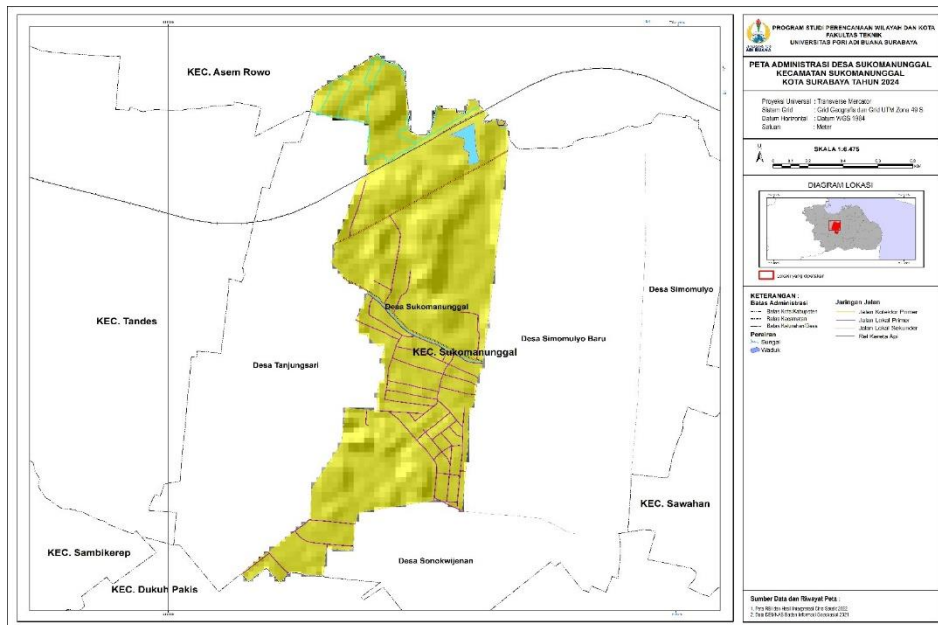 PROGRAM STUDI PERENCANAAN WILAYAH DAN KOTA
FAKULTAS TEKNIK
UNIVERSITAS PGRI ADI BUANA SURABAYA
PETA ADMINISTRASI DESA SUKOMANUNGGAL
KECAMATAN SUKOMANUNGGAL
KOTA SURABAYA TAHUN 2024
Proyeksi Universal : Transverse Mercator
Sistem Grid : Grid Geografis dan Grid UTM Zona 49 S
Datum Horizontal : Datum WGS 1984
Satuan : Meter
SKALA 1:6.475
DIAGRAM LOKASI
KETERANGAN :
Batas Administrasi
Batas Kota/Kabupaten
Batas Kecamatan
Batas Kelurahan/Desa
Perairan
Sungai
Waduk
Jaringan Jalan
Jalan Kolektor Primer
Jalan Lokal Primer
Jalan Lokal Sekunder
Rel Kereta Api
Sumber Data dan Riwayat Peta :
KEC. Asem Rowo
KEC. Tandes
Desa Sukomanunggal
KEC. Sukomanunggal
Desa Simomulyo
Desa Simomulyo Baru
Desa Tanjungsari
KEC. Sawahan
KEC. Sambikerep
Desa Sonokwijenan
KEC. Dukuh Pakis